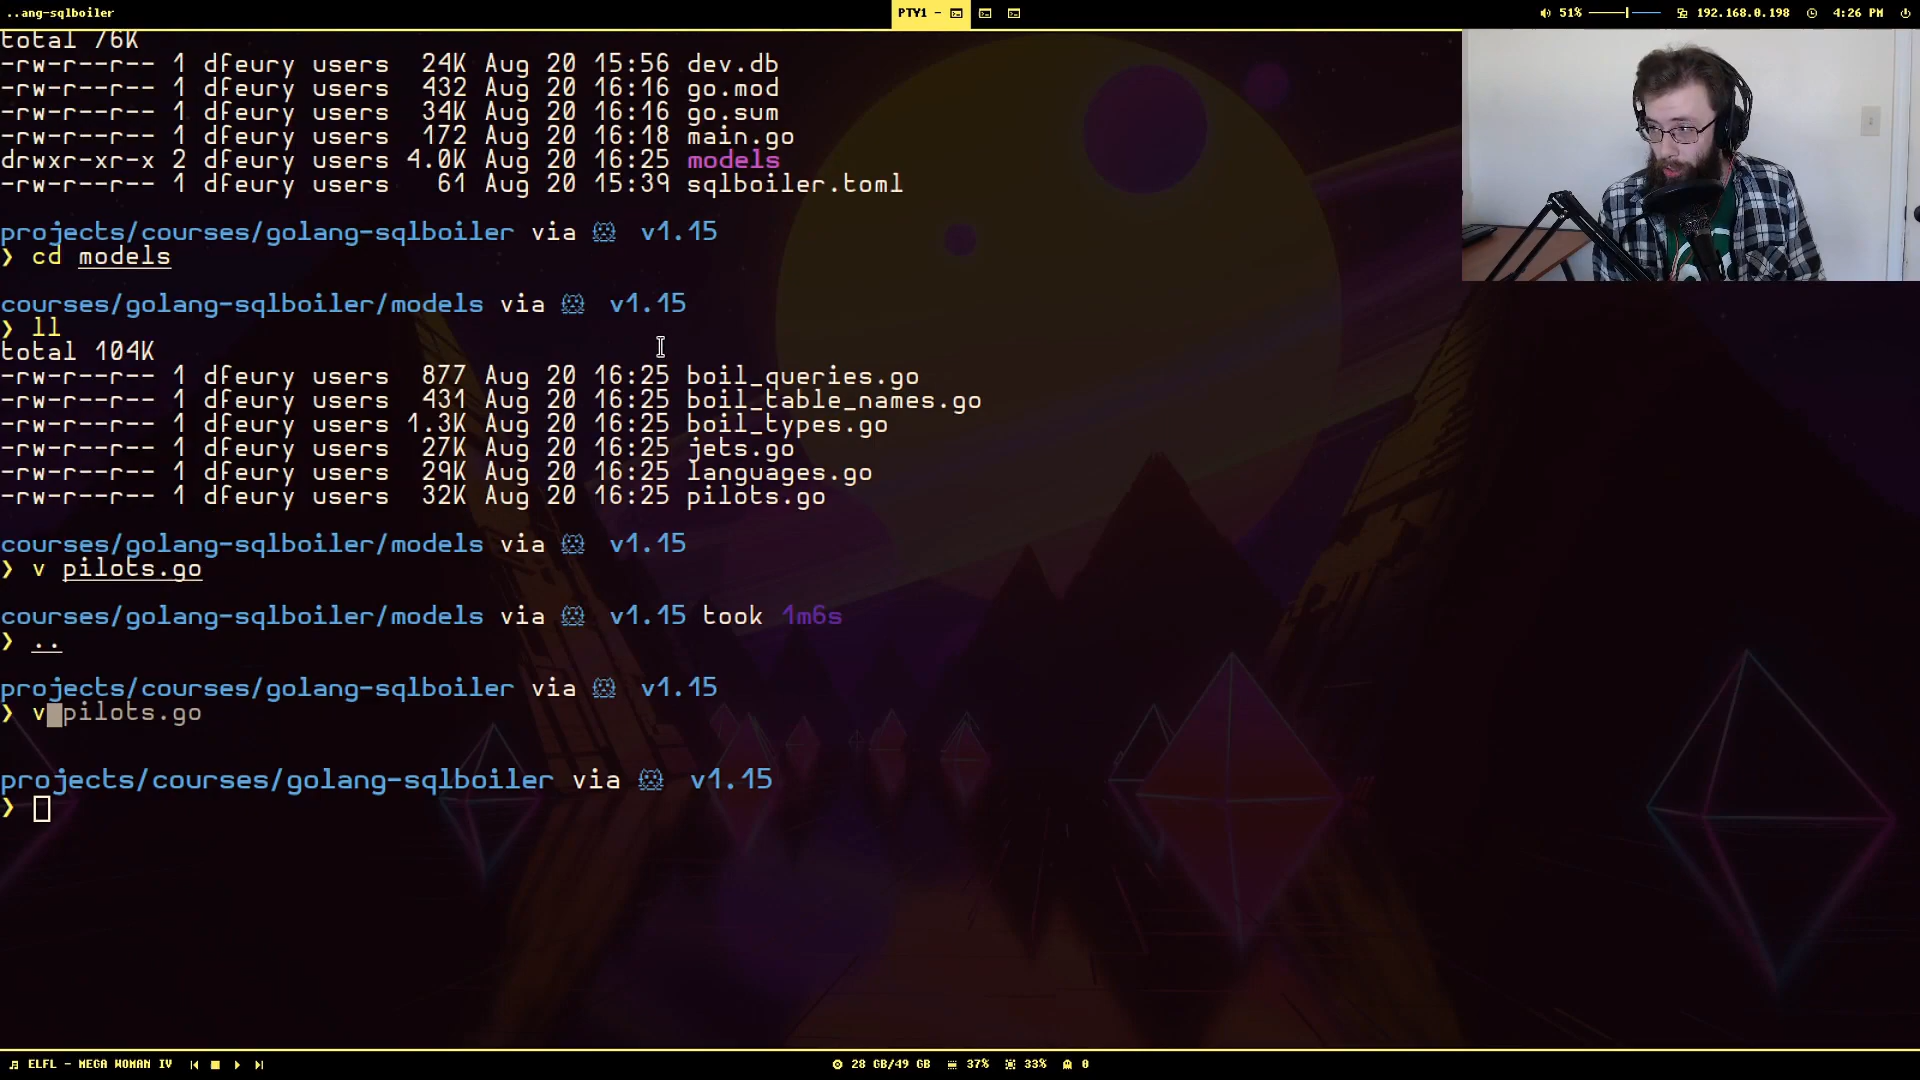 ..ang-sqlboiler
PTY1 -
51%
192.168.0.198
4:26 PM
total 76K
-rw-r--r-- 1 dfeury users 24K Aug 20 15:56 dev.db
-rw-r--r-- 1 dfeury users 432 Aug 20 16:16 go.mod
-rw-r--r-- 1 dfeury users 34K Aug 20 16:16 go.sum
-rw-r--r-- 1 dfeury users 172 Aug 20 16:18 main.go
drwxr-xr-x 2 dfeury users 4.0K Aug 20 16:25 models
-rw-r--r-- 1 dfeury users 61 Aug 20 15:39 sqlboiler.toml
projects/courses/golang-sqlboiler via v1.15
❯ cd models
courses/golang-sqlboiler/models via v1.15
❯ ll
total 104K
-rw-r--r-- 1 dfeury users 877 Aug 20 16:25 boil_queries.go
-rw-r--r-- 1 dfeury users 431 Aug 20 16:25 boil_table_names.go
-rw-r--r-- 1 dfeury users 1.3K Aug 20 16:25 boil_types.go
-rw-r--r-- 1 dfeury users 27K Aug 20 16:25 jets.go
-rw-r--r-- 1 dfeury users 29K Aug 20 16:25 languages.go
-rw-r--r-- 1 dfeury users 32K Aug 20 16:25 pilots.go
courses/golang-sqlboiler/models via v1.15
❯ v pilots.go
courses/golang-sqlboiler/models via v1.15 took 1m6s
❯ ..
projects/courses/golang-sqlboiler via v1.15
❯ v pilots.go
projects/courses/golang-sqlboiler via v1.15
❯
ELFL - MEGA WOMAN IV
28 GB/49 GB
37%
33%
0